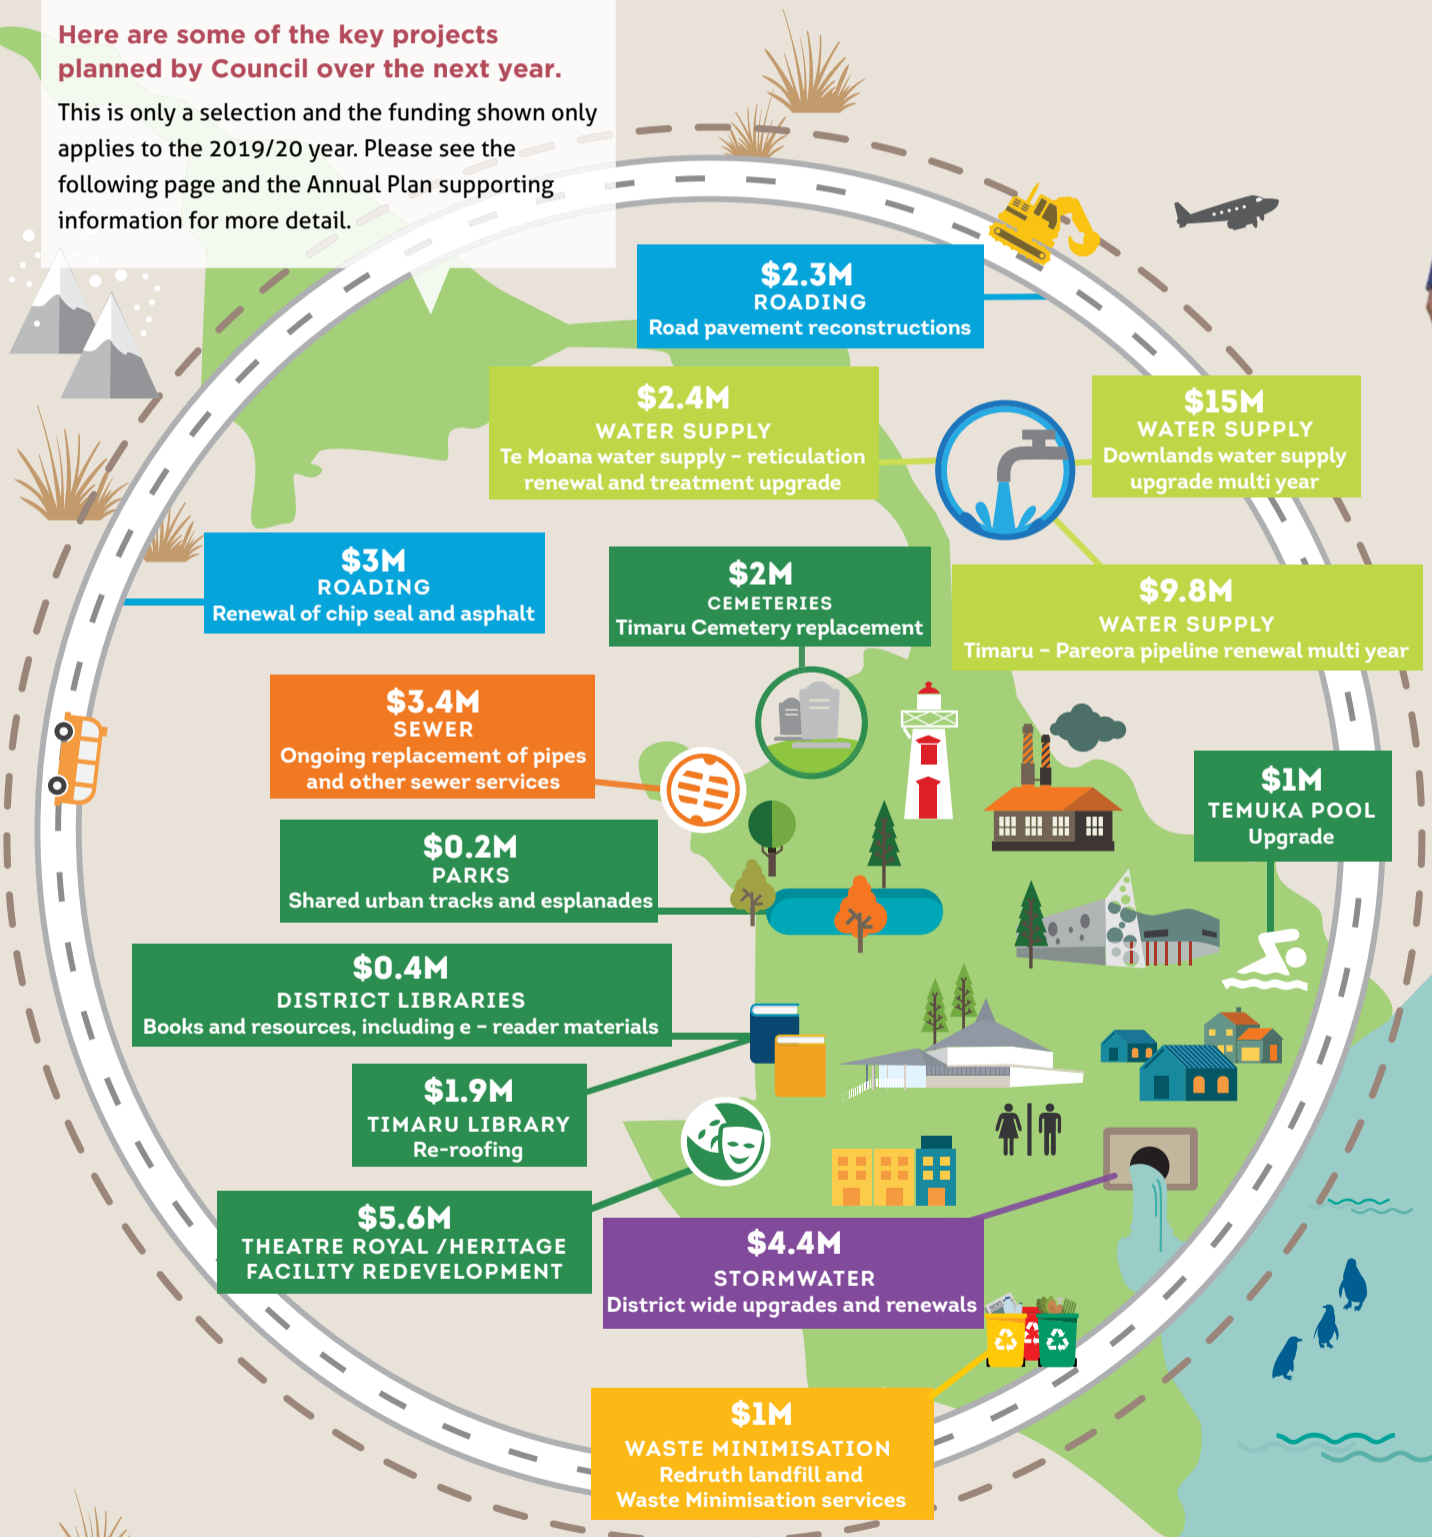 Here are some of the key projects
planned by Council over the next year.
This is only a selection and the funding shown only
applies to the 2019/20 year. Please see the
following page and the Annual Plan supporting
information for more detail.
$2.3M
ROADING
Road pavement reconstructions
$2.4M
WATER SUPPLY
Te Moana water supply – reticulation
renewal and treatment upgrade
$15M
WATER SUPPLY
Downlands water supply
upgrade multi year
$3M
ROADING
Renewal of chip seal and asphalt
$2M
CEMETERIES
Timaru Cemetery replacement
$9.8M
WATER SUPPLY
Timaru – Pareora pipeline renewal multi year
$3.4M
SEWER
Ongoing replacement of pipes
and other sewer services
$1M
TEMUKA POOL
Upgrade
$0.2M
PARKS
Shared urban tracks and esplanades
$0.4M
DISTRICT LIBRARIES
Books and resources, including e – reader materials
$1.9M
TIMARU LIBRARY
Re-roofing
$5.6M
THEATRE ROYAL /HERITAGE
FACILITY REDEVELOPMENT
$4.4M
STORMWATER
District wide upgrades and renewals
$1M
WASTE MINIMISATION
Redruth landfill and
Waste Minimisation services